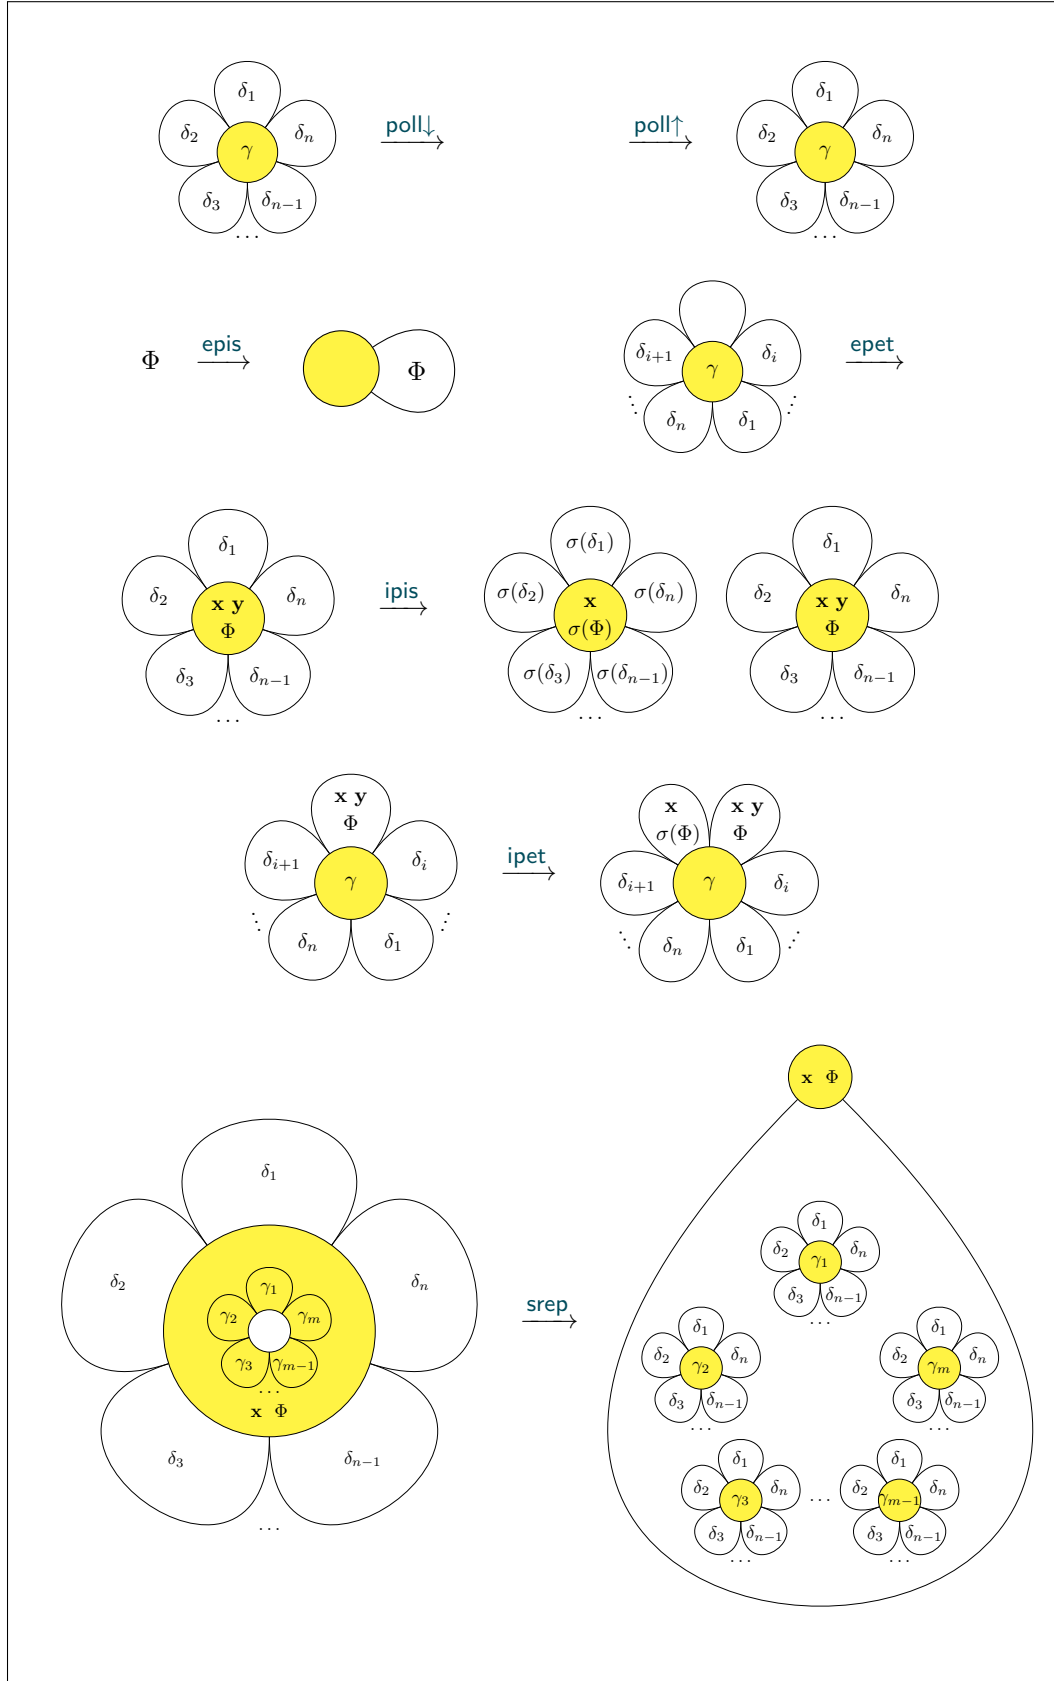 δ₁ δ₂ δ₃ … δₙ₋₁ δₙ γ poll↓
poll↑ δ₁ δ₂ δ₃ … δₙ₋₁ δₙ γ
Φ epis Φ
δᵢ₊₁ ⋮ δₙ δ₁ ⋮ δᵢ γ epet
δ₁ δ₂ δ₃ … δₙ₋₁ δₙ x y Φ ipis
σ(δ₁) σ(δ₂) σ(δ₃) … σ(δₙ₋₁) σ(δₙ) x σ(Φ)
δ₁ δ₂ δ₃ … δₙ₋₁ δₙ x y Φ
x y Φ δᵢ₊₁ ⋮ δₙ δ₁ ⋮ δᵢ γ ipet
x σ(Φ) x y Φ δᵢ₊₁ ⋮ δₙ δ₁ ⋮ δᵢ γ
δ₁ δ₂ δ₃ … δₙ₋₁ δₙ
γ₁ γ₂ γ₃ … γₘ₋₁ γₘ
x Φ
srep
x Φ
δ₁ δ₂ δ₃ … δₙ₋₁ δₙ γ₁
δ₁ δ₂ δ₃ … δₙ₋₁ δₙ γ₂
δ₁ δ₂ δ₃ … δₙ₋₁ δₙ γₘ
δ₁ δ₂ δ₃ … δₙ₋₁ δₙ γ₃
…
δ₁ δ₂ δ₃ … δₙ₋₁ δₙ γₘ₋₁